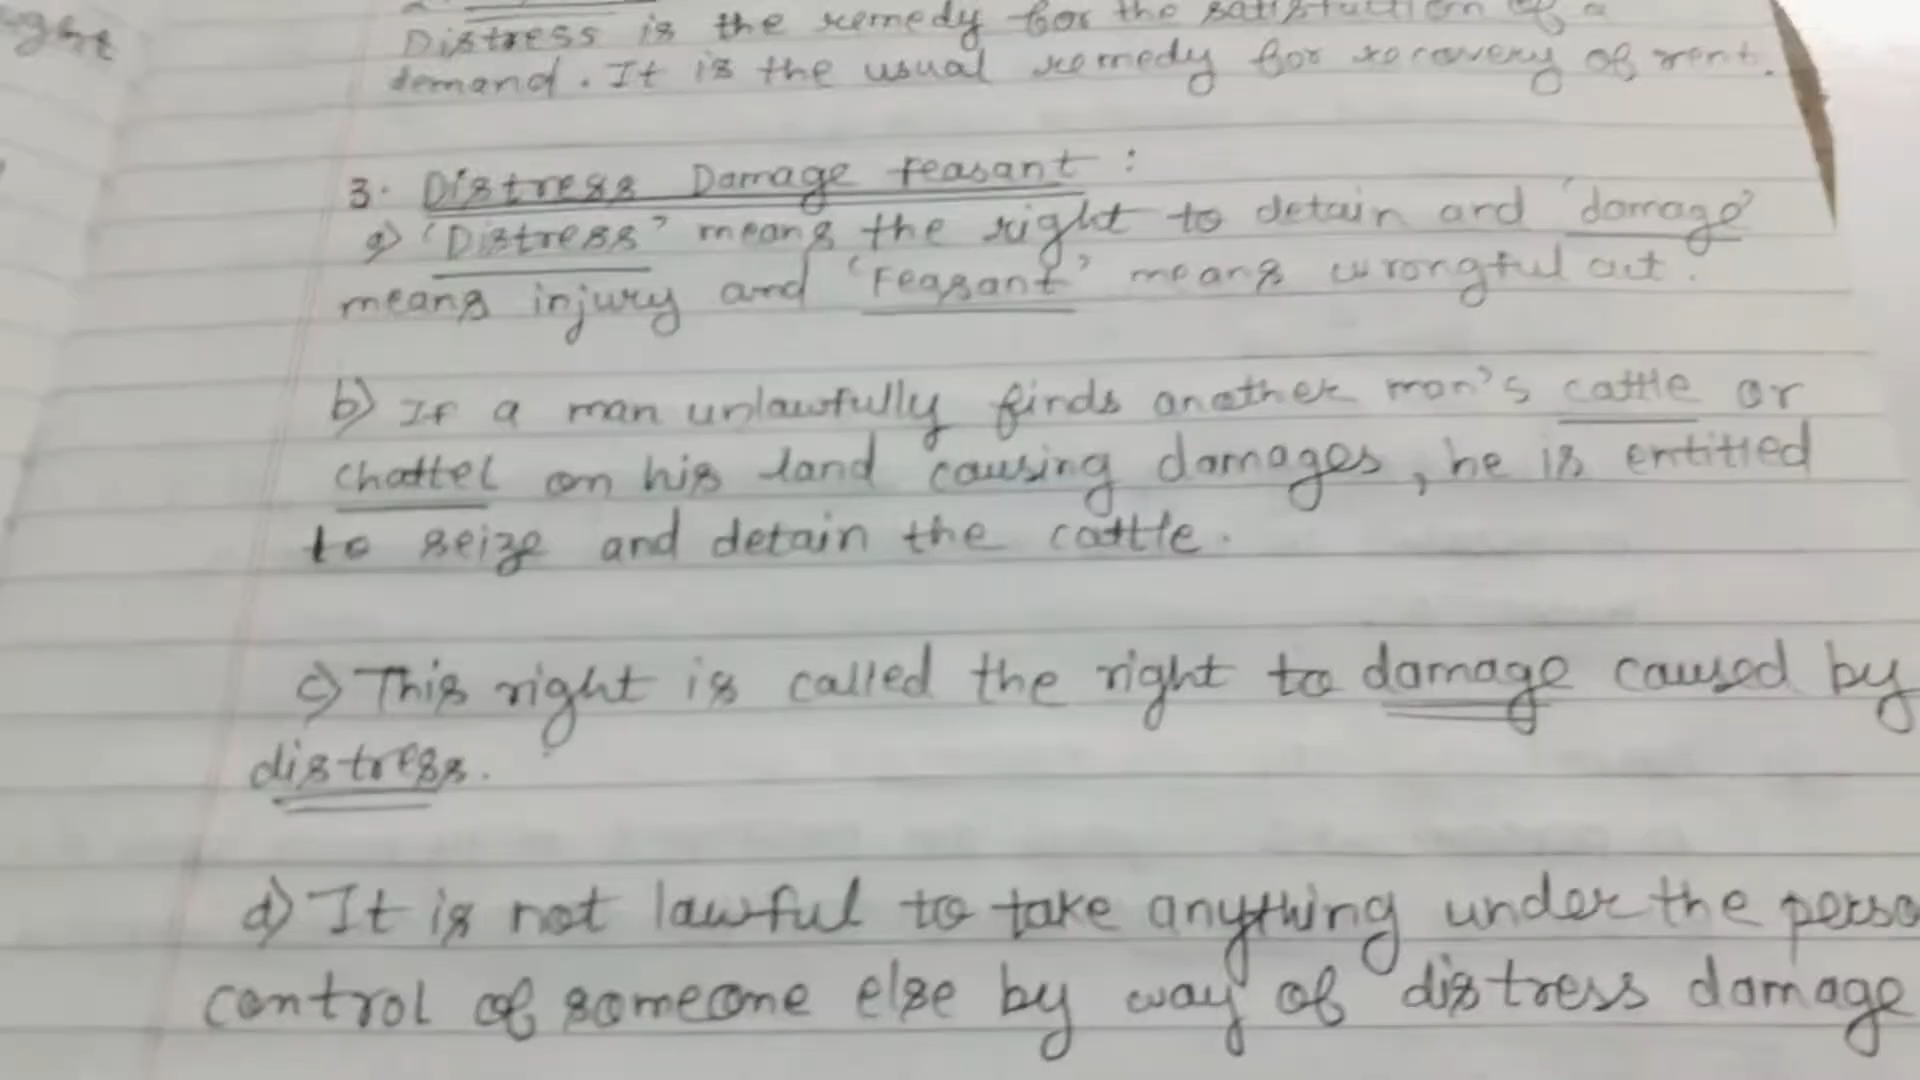 Distress is the remedy for the satisfaction of a
demand. It is the usual remedy for recovery of rent.
3. Distress Damage feasant :
a) 'Distress' means the right to detain and 'damage'
means injury and 'Feasant' means wrongful act.
b) If a man unlawfully finds another man's cattle or
chattel on his land causing damages, he is entitled
to seize and detain the cattle.
c) This right is called the right to damage caused by
distress.
d) It is not lawful to take anything under the perso
control of someone else by way of distress damage